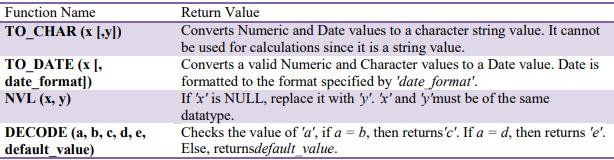 Function Name Return Value
TO_CHAR (x [,y]) Converts Numeric and Date values to a character string value. It cannot
be used for calculations since it is a string value.
TO_DATE (x [, Converts a valid Numeric and Character values to a Date value. Date is
date_format]) formatted to the format specified by 'date_format'.
NVL (x, y) If 'x' is NULL, replace it with 'y'. 'x' and 'y'must be of the same
datatype.
DECODE (a, b, c, d, e, Checks the value of 'a', if a = b, then returns'c'. If a = d, then returns 'e'.
default_value) Else, returnsdefault_value.